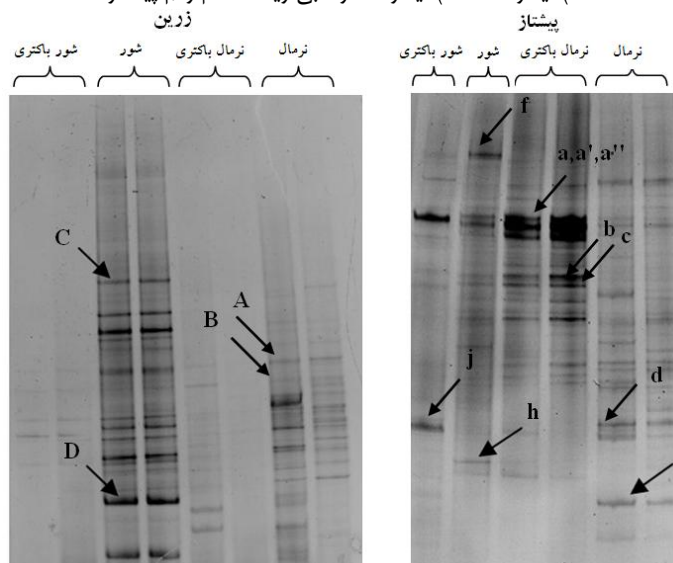 زرین
پیشتاز
شور باکتری
شور
نرمال باکتری
نرمال
شور باکتری
شور
نرمال باکتری
نرمال
f
a,a',a''
C
b
c
A
B
j
d
h
D